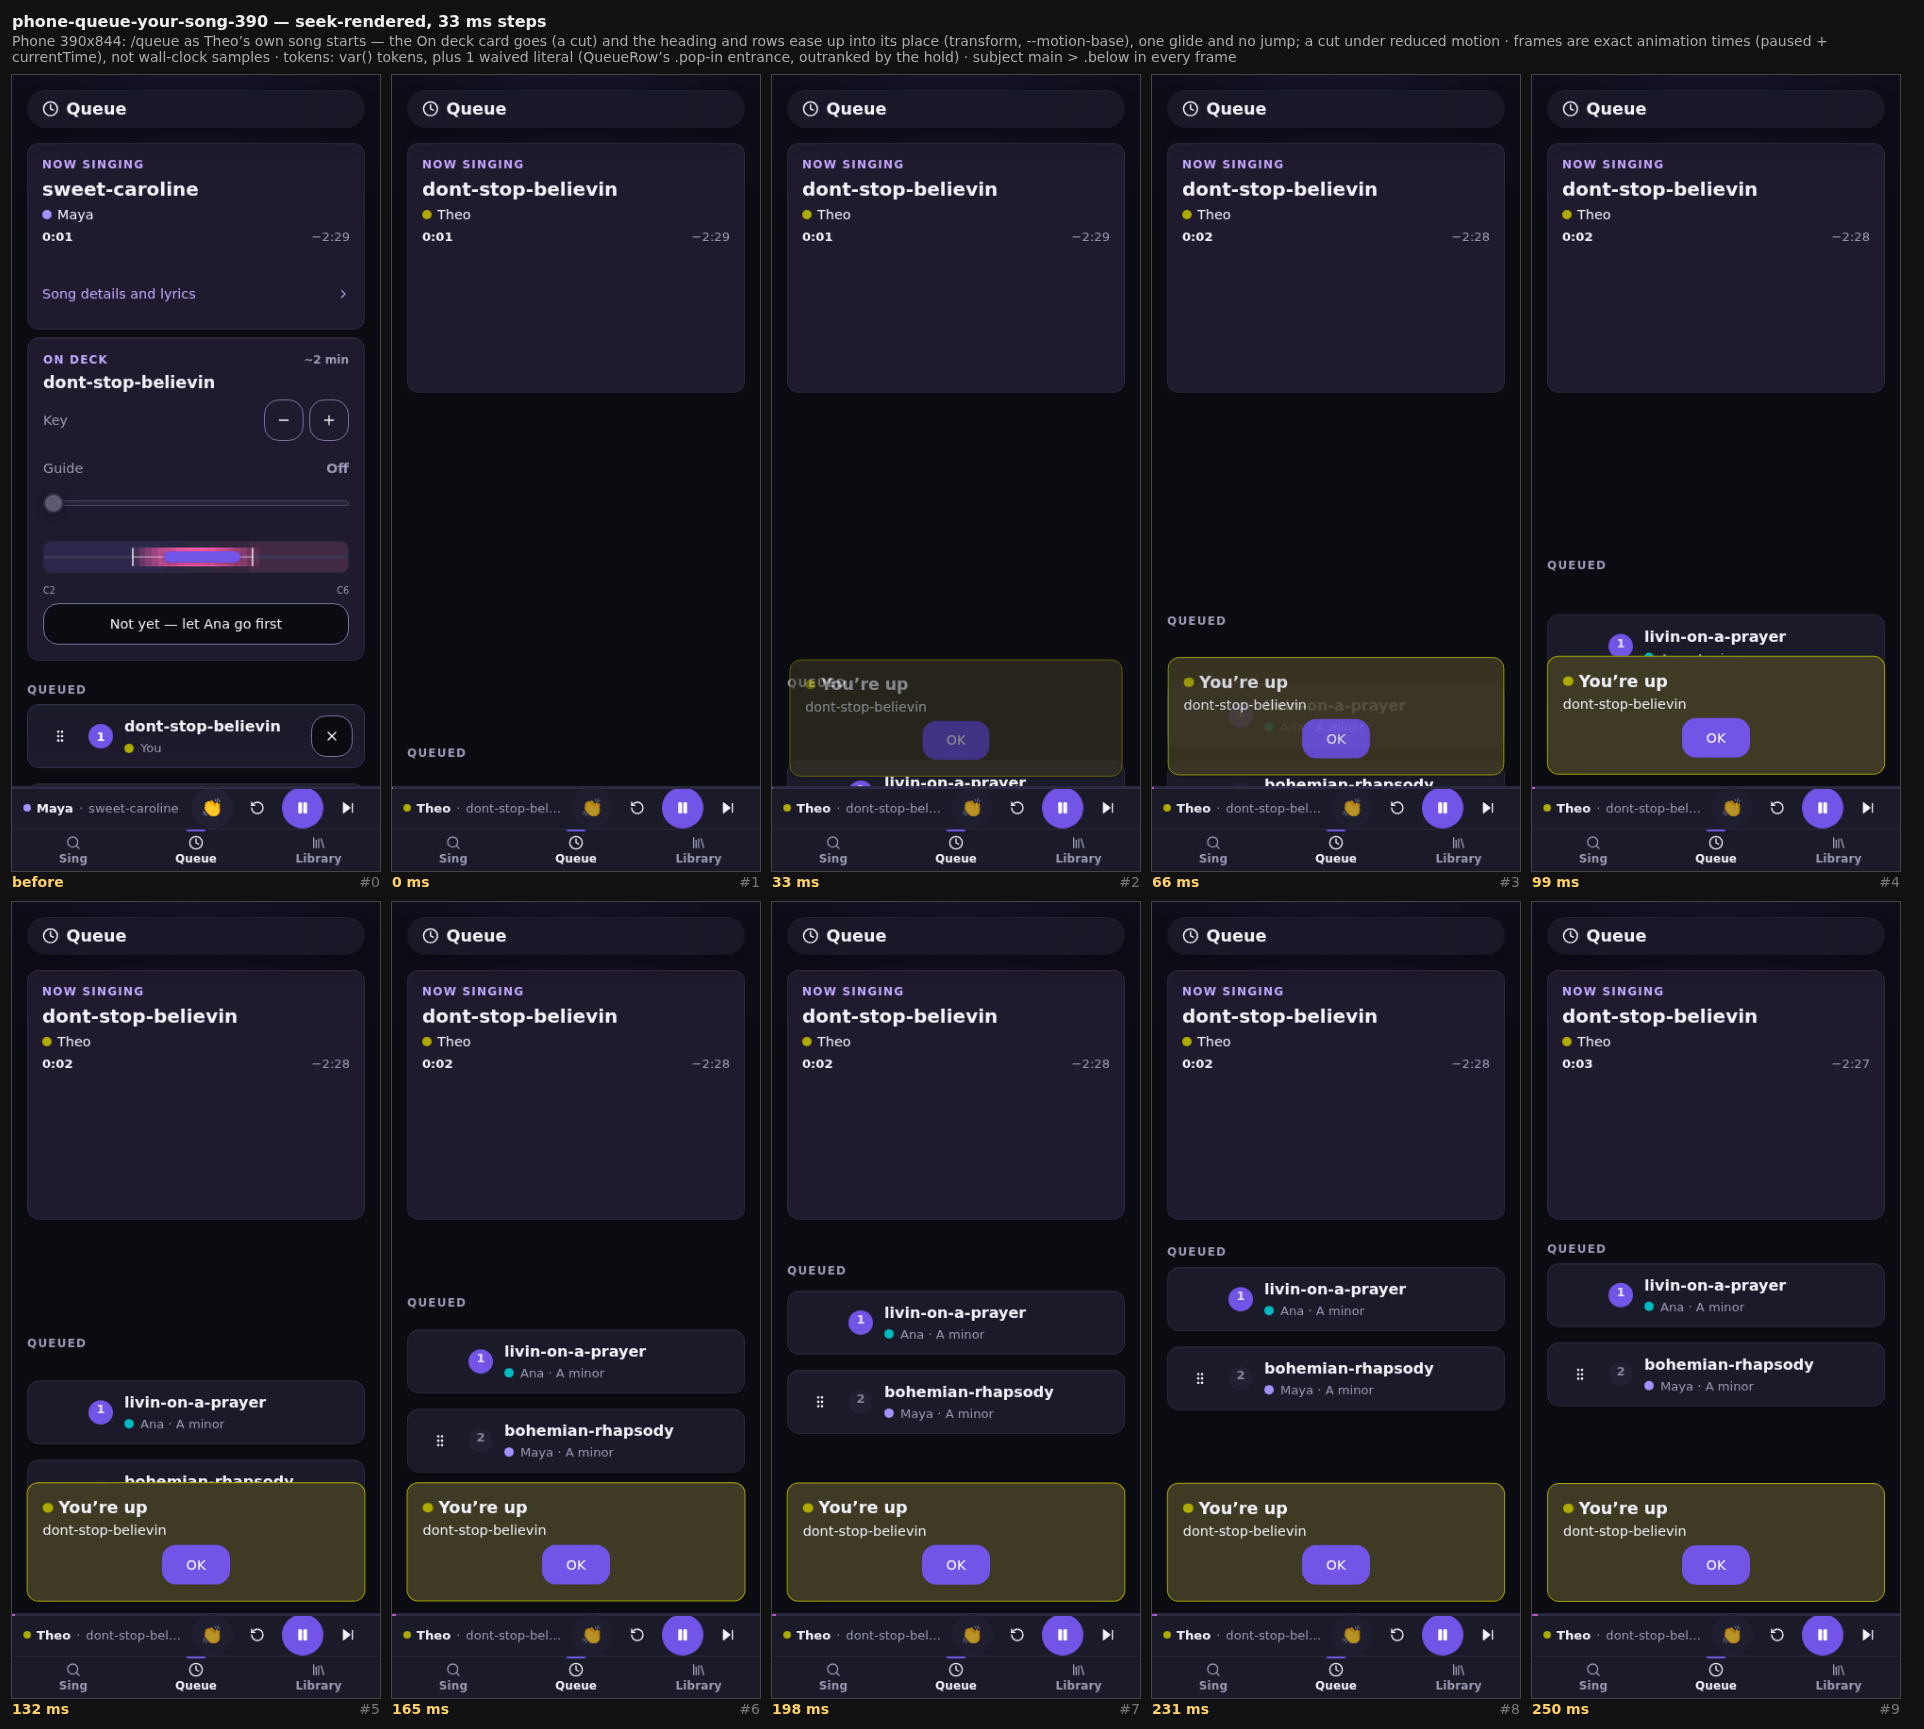 phone-queue-your-song-390 — seek-rendered, 33 ms steps
Phone 390x844: /queue as Theo’s own song starts — the On deck card goes (a cut) and the heading and rows ease up into its place (transform, --motion-base), one glide and no jump; a cut under reduced motion · frames are exact animation times (paused +
currentTime), not wall-clock samples · tokens: var() tokens, plus 1 waived literal (QueueRow’s .pop-in entrance, outranked by the hold) · subject main > .below in every frame
Queue
NOW SINGING
sweet-caroline
Maya
0:01 −2:29
Song details and lyrics
ON DECK ~2 min
dont-stop-believin
Key − +
Guide Off
C2 C6
Not yet — let Ana go first
QUEUED
1 dont-stop-believin
You
Maya · sweet-caroline
Sing Queue Library
before #0
Queue
NOW SINGING
dont-stop-believin
Theo
0:01 −2:29
QUEUED
Theo · dont-stop-bel…
Sing Queue Library
0 ms #1
Queue
NOW SINGING
dont-stop-believin
Theo
0:01 −2:29
QUEUED
You’re up
dont-stop-believin
OK
livin-on-a-prayer
Theo · dont-stop-bel…
Sing Queue Library
33 ms #2
Queue
NOW SINGING
dont-stop-believin
Theo
0:02 −2:28
QUEUED
You’re up
dont-stop-believin
OK
bohemian-rhapsody
Theo · dont-stop-bel…
Sing Queue Library
66 ms #3
Queue
NOW SINGING
dont-stop-believin
Theo
0:02 −2:28
QUEUED
1 livin-on-a-prayer
You’re up
dont-stop-believin
OK
Theo · dont-stop-bel…
Sing Queue Library
99 ms #4
Queue
NOW SINGING
dont-stop-believin
Theo
0:02 −2:28
QUEUED
1 livin-on-a-prayer
Ana · A minor
bohemian-rhapsody
You’re up
dont-stop-believin
OK
Theo · dont-stop-bel…
Sing Queue Library
132 ms #5
Queue
NOW SINGING
dont-stop-believin
Theo
0:02 −2:28
QUEUED
1 livin-on-a-prayer
Ana · A minor
2 bohemian-rhapsody
Maya · A minor
You’re up
dont-stop-believin
OK
Theo · dont-stop-bel…
Sing Queue Library
165 ms #6
Queue
NOW SINGING
dont-stop-believin
Theo
0:02 −2:28
QUEUED
1 livin-on-a-prayer
Ana · A minor
2 bohemian-rhapsody
Maya · A minor
You’re up
dont-stop-believin
OK
Theo · dont-stop-bel…
Sing Queue Library
198 ms #7
Queue
NOW SINGING
dont-stop-believin
Theo
0:02 −2:28
QUEUED
1 livin-on-a-prayer
Ana · A minor
2 bohemian-rhapsody
Maya · A minor
You’re up
dont-stop-believin
OK
Theo · dont-stop-bel…
Sing Queue Library
231 ms #8
Queue
NOW SINGING
dont-stop-believin
Theo
0:03 −2:27
QUEUED
1 livin-on-a-prayer
Ana · A minor
2 bohemian-rhapsody
Maya · A minor
You’re up
dont-stop-believin
OK
Theo · dont-stop-bel…
Sing Queue Library
250 ms #9